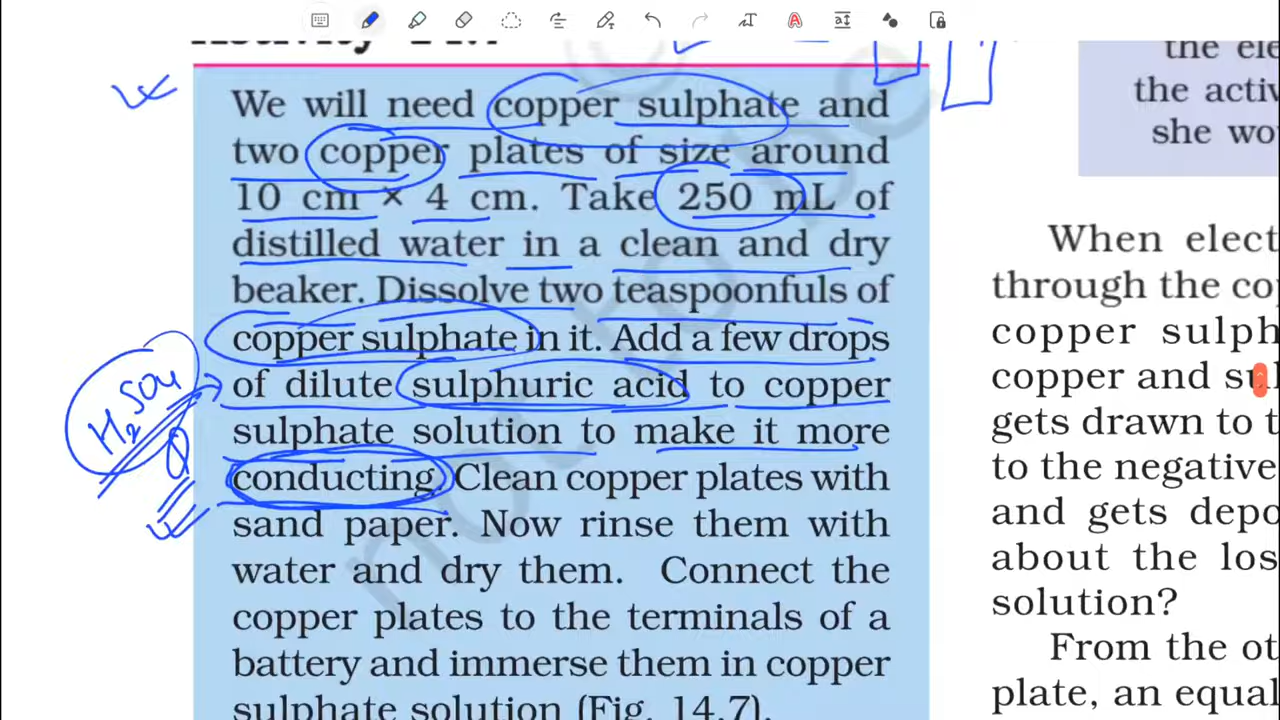 We will need copper sulphate and
two copper plates of size around
10 cm × 4 cm. Take 250 mL of
distilled water in a clean and dry
beaker. Dissolve two teaspoonfuls of
copper sulphate in it. Add a few drops
of dilute sulphuric acid to copper
sulphate solution to make it more
conducting. Clean copper plates with
sand paper. Now rinse them with
water and dry them. Connect the
copper plates to the terminals of a
battery and immerse them in copper
sulphate solution (Fig. 14.7).
H₂SO₄
the ele
the activ
she wo
When elect
through the co
copper sulph
copper and sul
gets drawn to t
to the negative
and gets depo
about the los
solution?
From the ot
plate, an equal
not to be